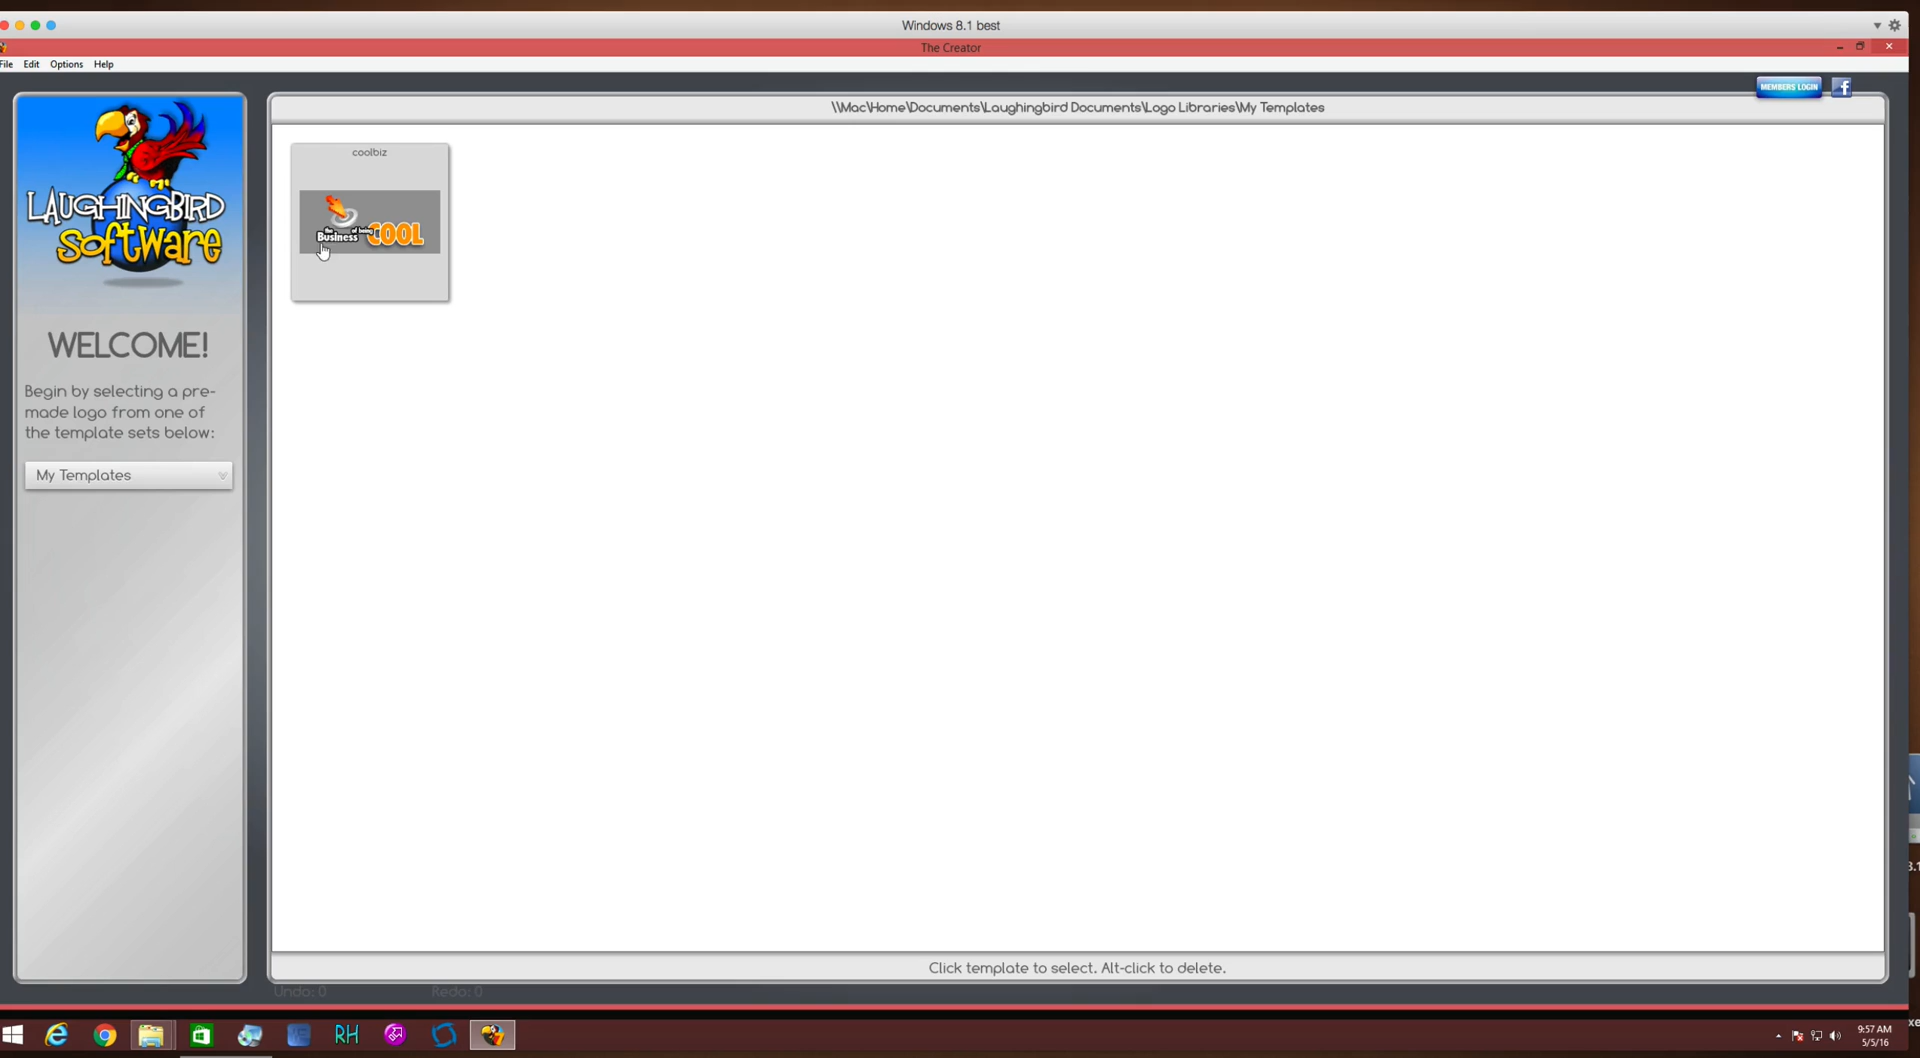 Windows 8.1 best
The Creator
File Edit Options Help
MEMBERS LOGIN
\\Mac\Home\Documents\Laughingbird Documents\Logo Libraries\My Templates
coolbiz
the Business of being COOL
LAUGHINGBIRD
SOFTWARE
WELCOME!
Begin by selecting a pre-
made logo from one of
the template sets below:
My Templates
Click template to select. Alt-click to delete.
Undo: 0 Redo: 0
RH
9:57 AM
5/5/16